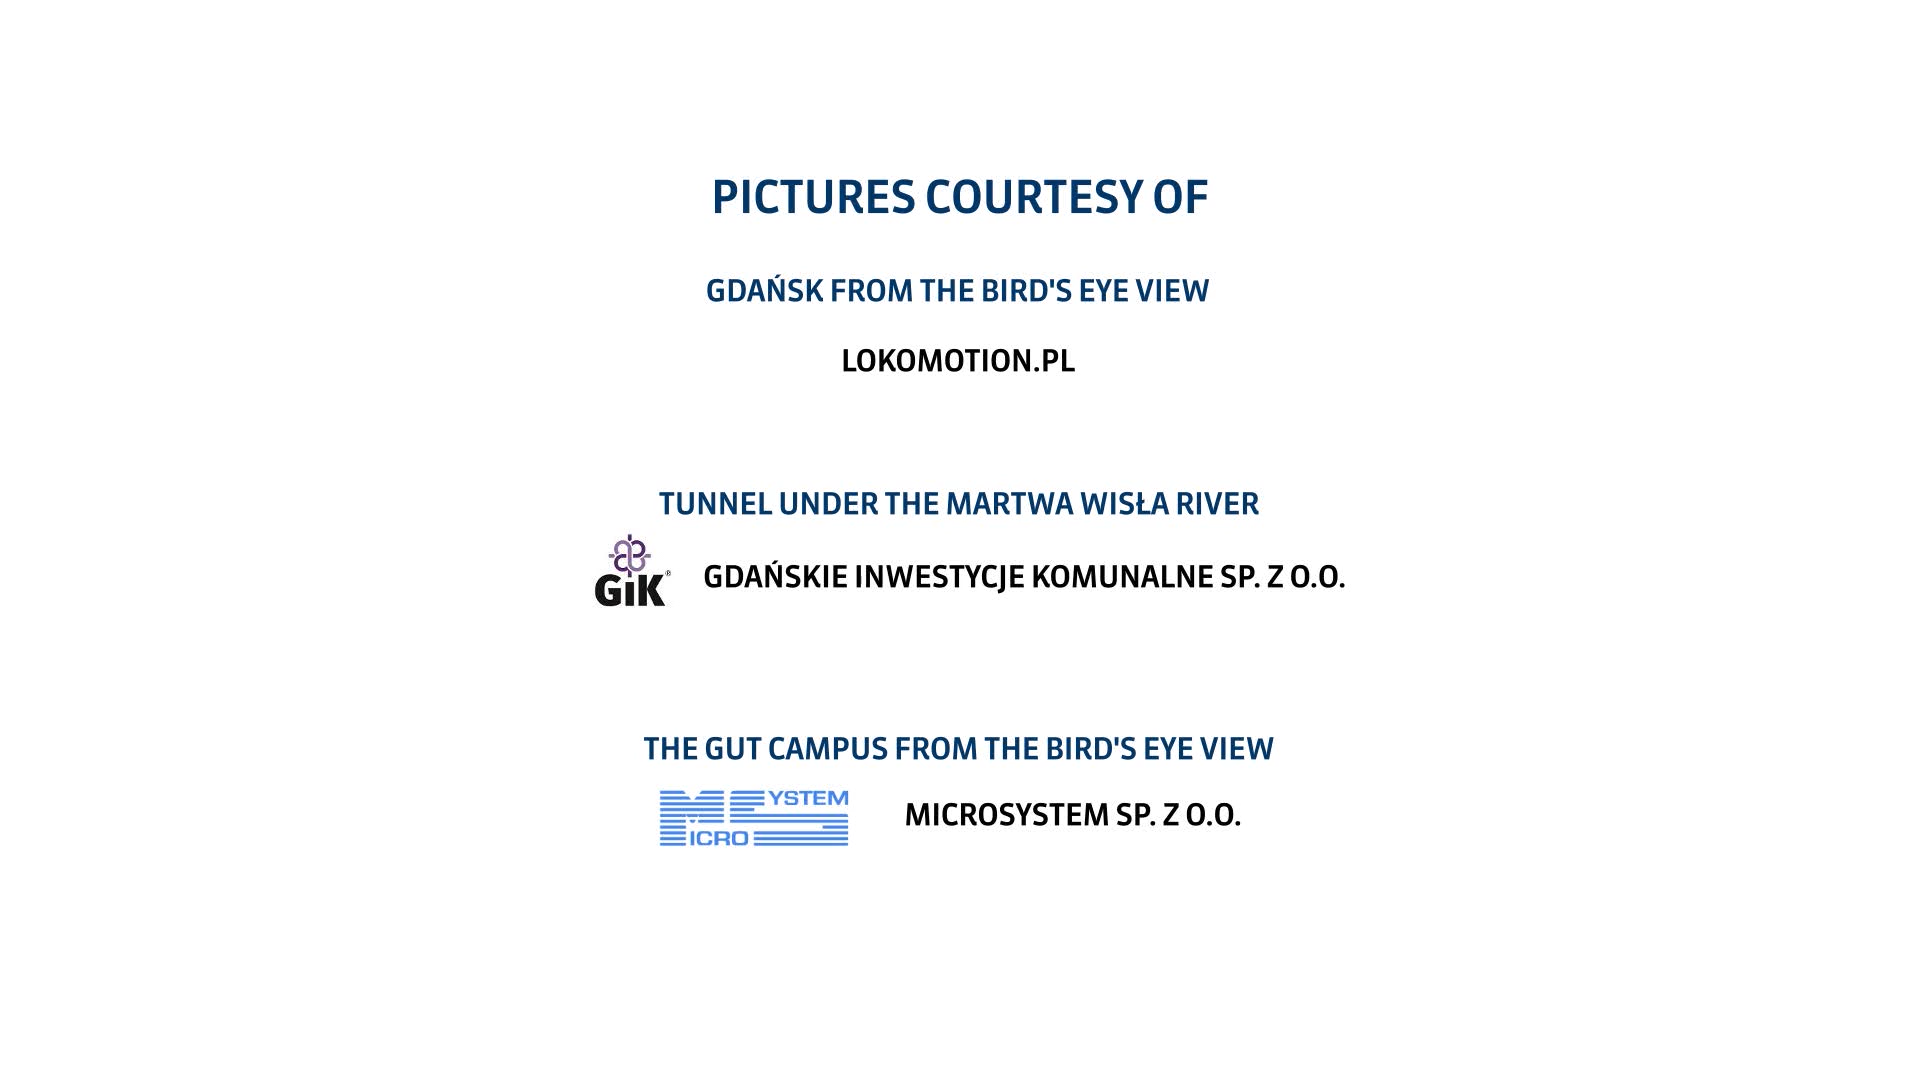 PICTURES COURTESY OF
GDAŃSK FROM THE BIRD'S EYE VIEW
LOKOMOTION.PL
TUNNEL UNDER THE MARTWA WISŁA RIVER
GiK® GDAŃSKIE INWESTYCJE KOMUNALNE SP. Z O.O.
THE GUT CAMPUS FROM THE BIRD'S EYE VIEW
YSTEM
MICROSYSTEM SP. Z O.O.
ICRO